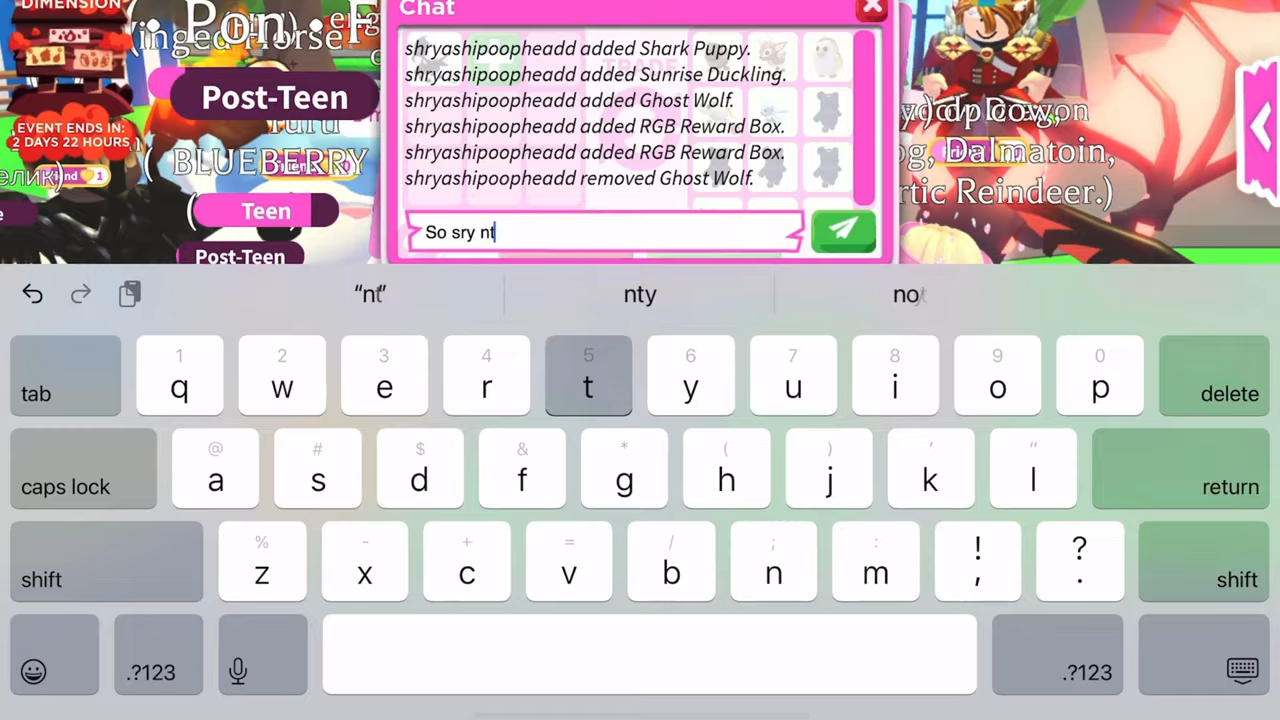 DIMENSION
EVENT ENDS IN:
2 DAYS 22 HOURS
Post-Teen
( BLUEBERRY
( Teen
Post-Teen
Chat
shryashipoopheadd added Shark Puppy.
shryashipoopheadd added Sunrise Duckling.
shryashipoopheadd added Ghost Wolf.
shryashipoopheadd added RGB Reward Box.
shryashipoopheadd added RGB Reward Box.
shryashipoopheadd removed Ghost Wolf.
So sry nt
Dalmatoin,
Reindeer.)
“nt” nty not
tab 1 q 2 w 3 e 4 r 5 t 6 y 7 u 8 i 9 o 0 p delete
caps lock @ a # s $ d & f * g ( h ) j ' k " l return
shift % z - x + c = v / b ; n : m ! , ? . shift
.?123 .?123